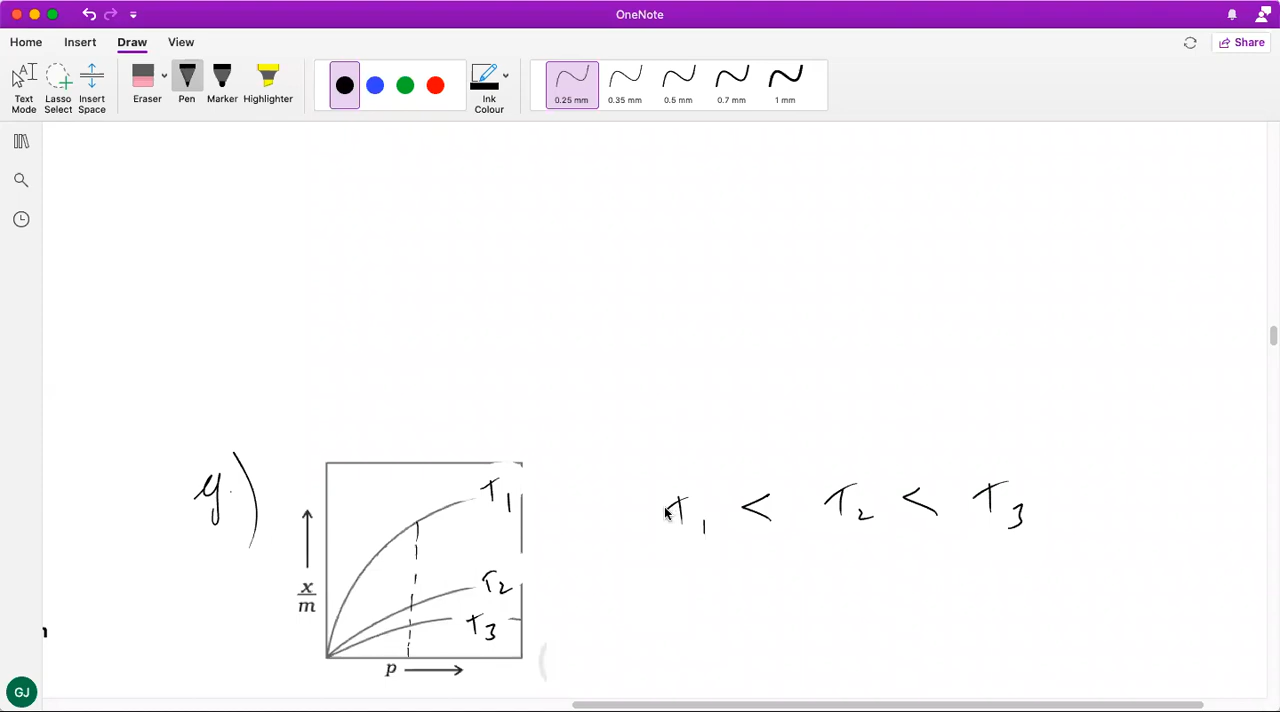 OneNote
Home Insert Draw View
Share
Text Mode
Lasso Select
Insert Space
Eraser
Pen
Marker
Highlighter
Ink Colour
0.25 mm
0.35 mm
0.5 mm
0.7 mm
1 mm
g.)
T1
T2
T3
x/m
p
T1 < T2 < T3
n
GJ